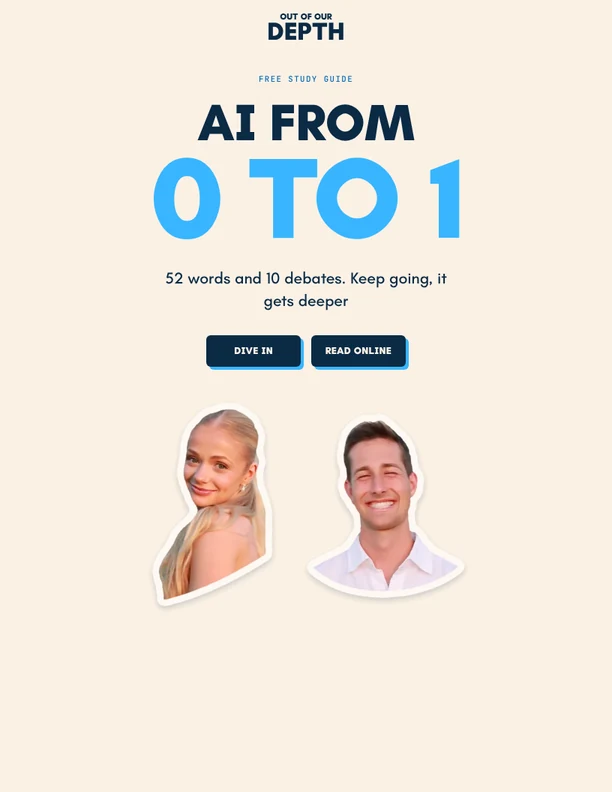 OUT OF OUR
DEPTH
FREE STUDY GUIDE
AI FROM
0 TO 1
52 words and 10 debates. Keep going, it
gets deeper
DIVE IN
READ ONLINE